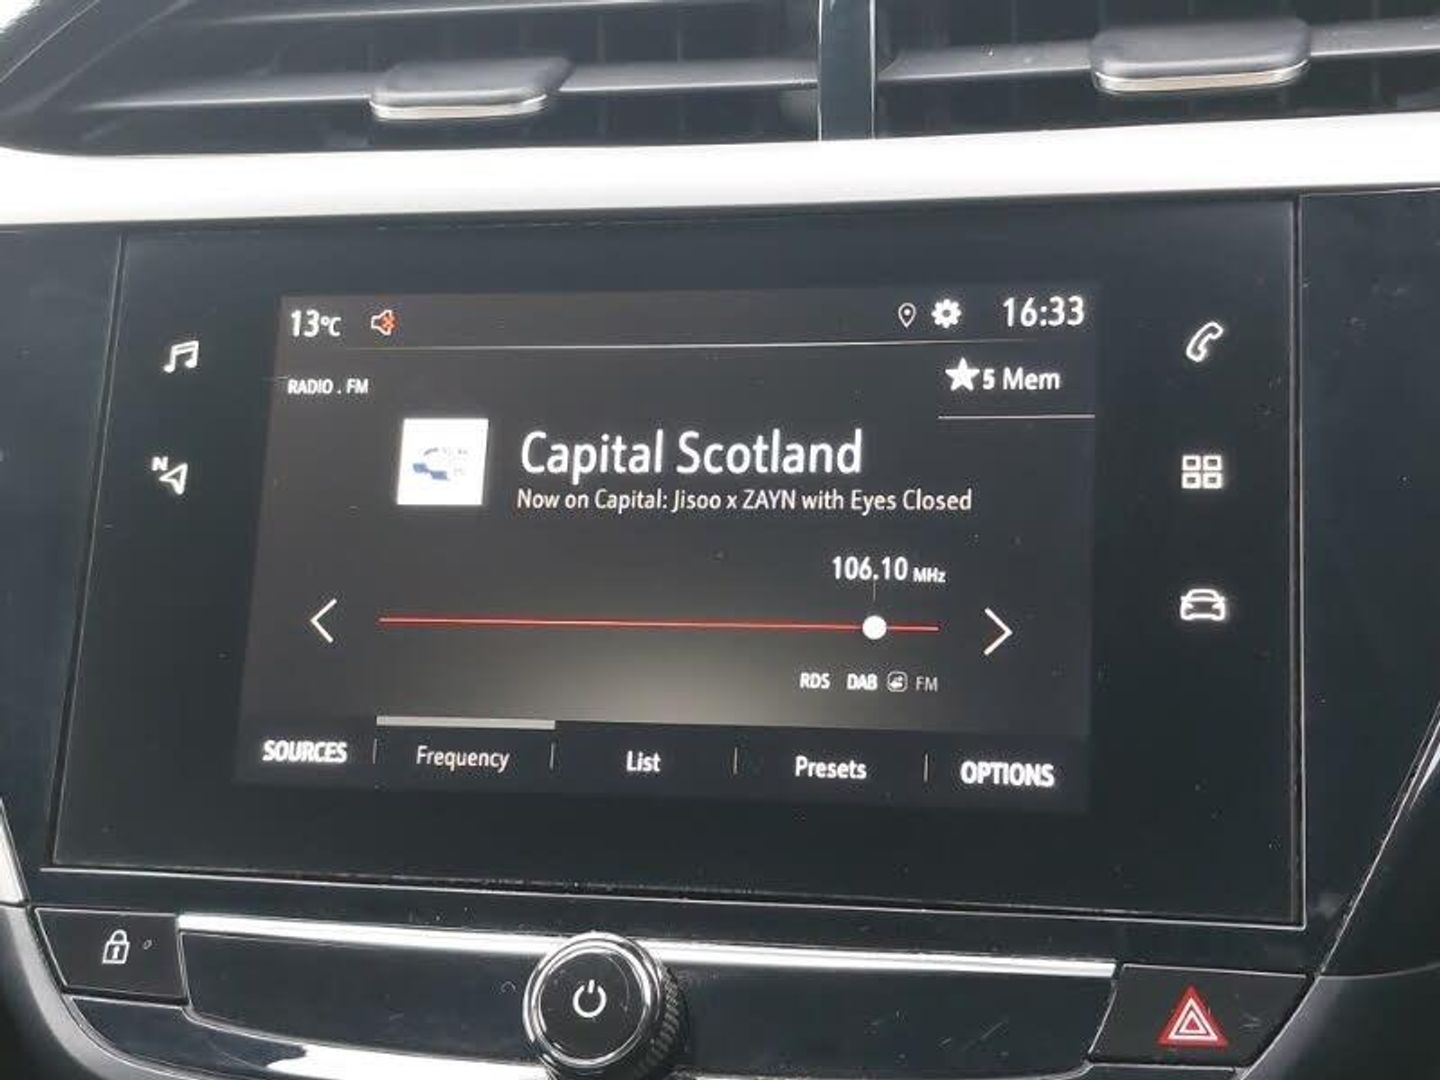 13°C
16:33
RADIO . FM
5 Mem
Capital Scotland
Now on Capital: Jisoo x ZAYN with Eyes Closed
106.10 MHz
RDS DAB FM
SOURCES Frequency List Presets OPTIONS
N